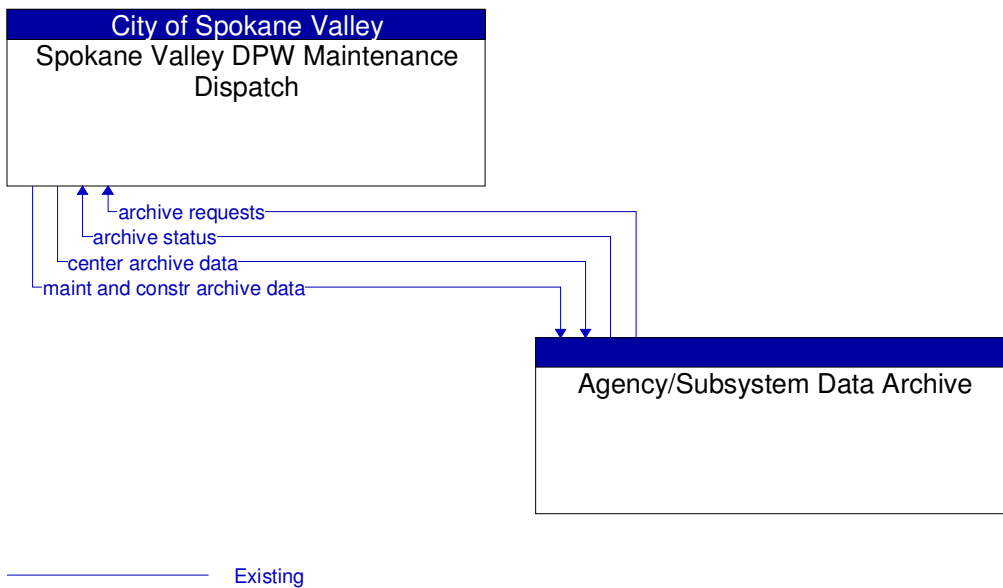 City of Spokane Valley
Spokane Valley DPW Maintenance
Dispatch
archive requests
archive status
center archive data
maint and constr archive data
Agency/Subsystem Data Archive
Existing